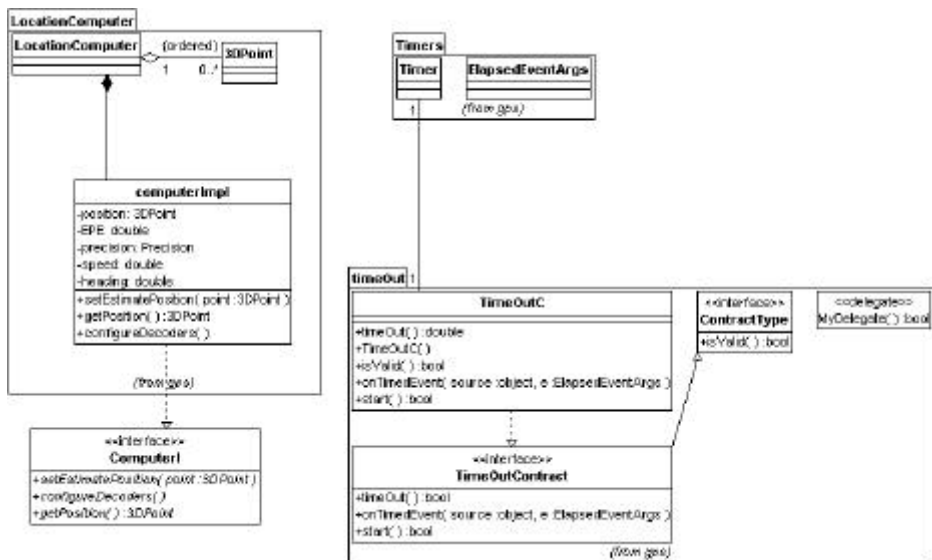 LocationComputer
LocationComputer
(ordered)
3DPoint
1
0..*
computerImpl
-position: 3DPoint
-EPE: double
-precision: Precision
-speed: double
-heading: double
+setEstimatePosition( point :3DPoint )
+getPosition( ) :3DPoint
+configureDecoders( )
(from gps)
<<interface>>
ComputerI
+setEstimatePosition( point :3DPoint )
+configureDecoders( )
+getPosition( ) :3DPoint
Timers
Timer
ElapsedEventArgs
1
(from gps)
timeOut
1
TimeOutC
+timeOut( ) :double
+TimeOutC( )
+isValid( ) :bool
+onTimedEvent( source :object, e :ElapsedEventArgs )
+start( ) :bool
<<interface>>
ContractType
+isValid( ) :bool
<<delegate>>
MyDelegate( ) :bool
<<interface>>
TimeOutContract
+timeOut( ) :bool
+onTimedEvent( source :object, e :ElapsedEventArgs )
+start( ) :bool
(from gps)